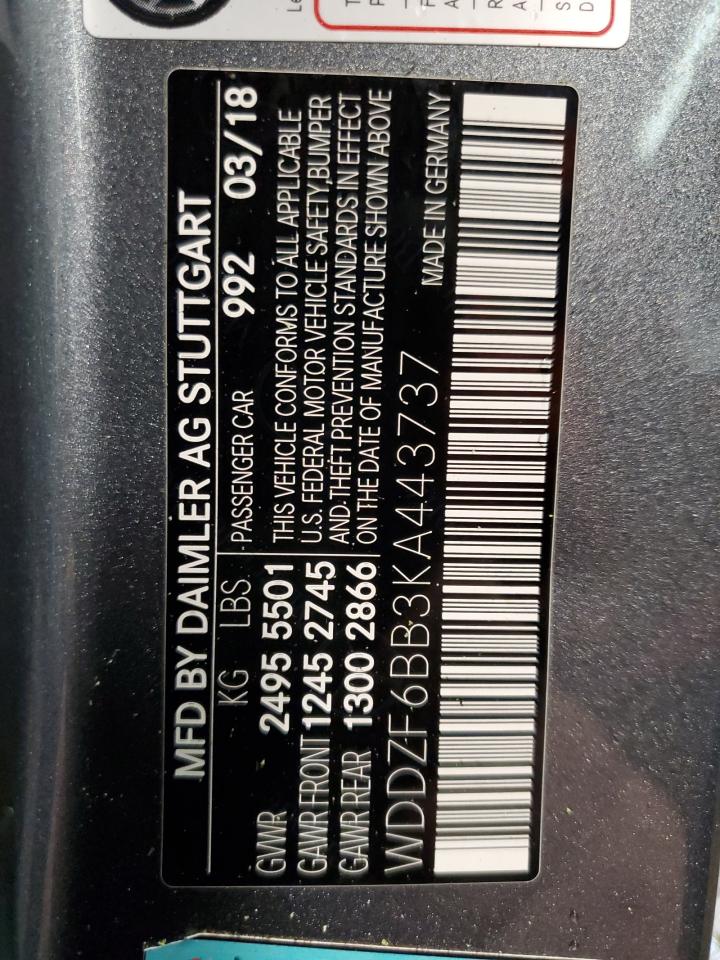 Le
MFD BY DAIMLER AG STUTTGART
KG LBS
GVWR 2495 5501
GAWR FRONT 1245 2745
GAWR REAR 1300 2866
PASSENGER CAR 992 03/18
THIS VEHICLE CONFORMS TO ALL APPLICABLE
U.S. FEDERAL MOTOR VEHICLE SAFETY,BUMPER
AND THEFT PREVENTION STANDARDS IN EFFECT
ON THE DATE OF MANUFACTURE SHOWN ABOVE
WDDZF6BB3KA443737
MADE IN GERMANY